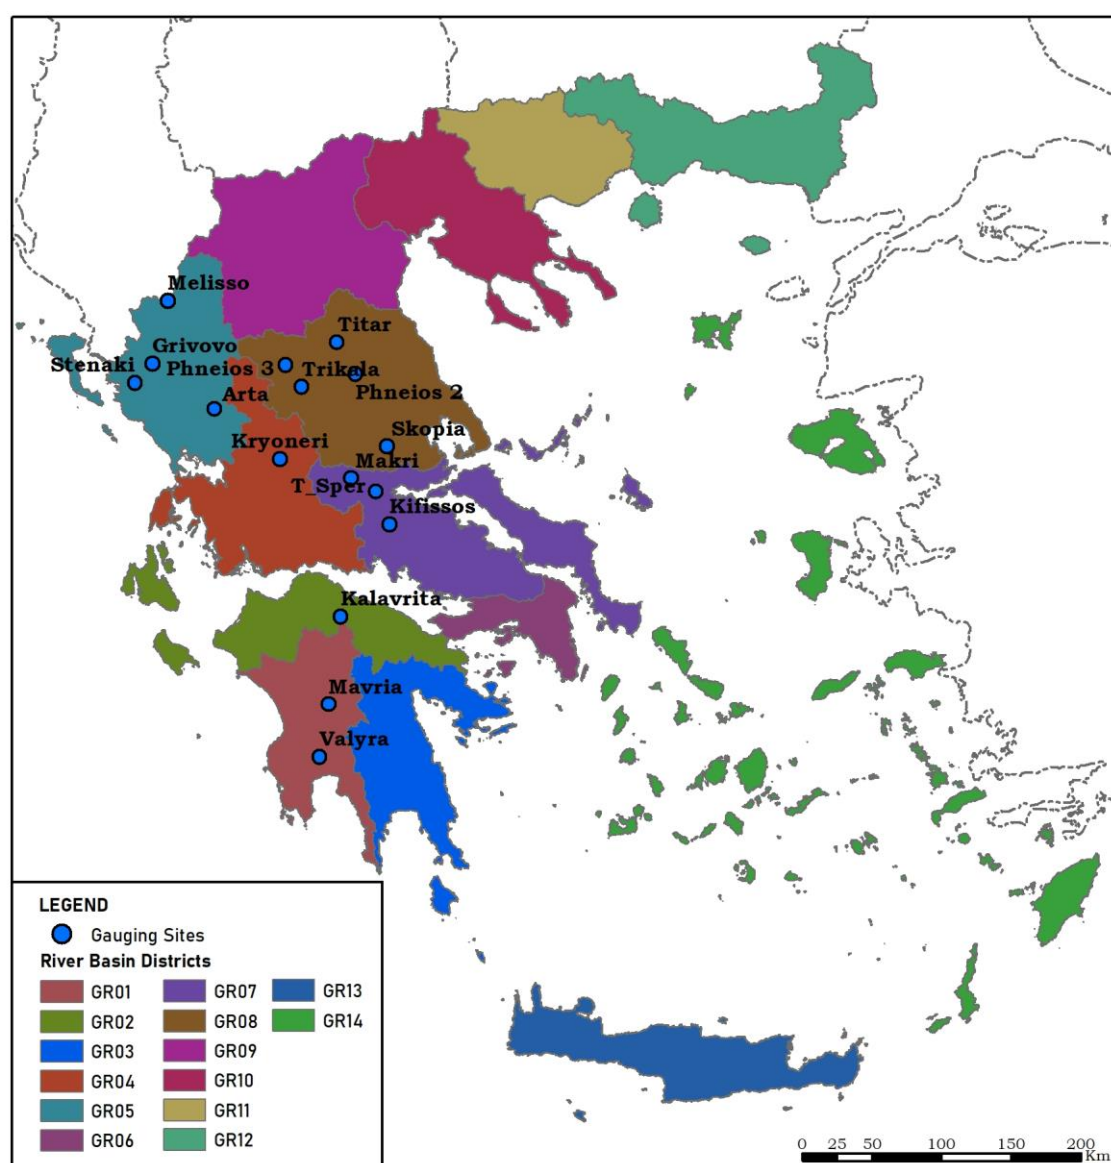 Melisso
Titar
Grivovo
Stenaki
Phneios 3
Trikala
Phneios 2
Arta
Skopia
Kryoneri
Makri
T_Sper
Kifissos
Kalavrita
Mavria
Valyra
LEGEND
Gauging Sites
River Basin Districts
GR01
GR07
GR13
GR02
GR08
GR14
GR03
GR09
GR04
GR10
GR05
GR11
GR06
GR12
0 25 50 100 150 200
Km